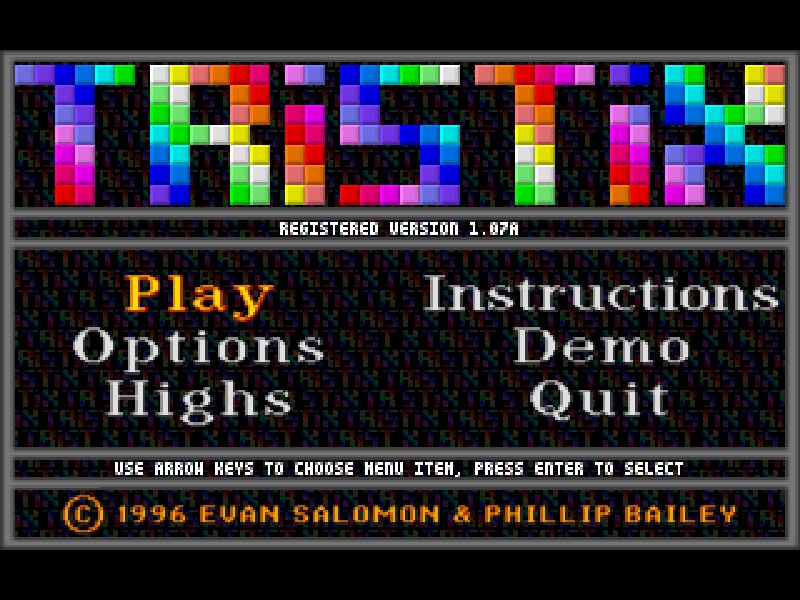 TRiSTiX
REGISTERED VERSION 1.07A
Play Instructions
Options Demo
Highs Quit
USE ARROW KEYS TO CHOOSE MENU ITEM, PRESS ENTER TO SELECT
© 1996 EVAN SALOMON & PHILLIP BAILEY